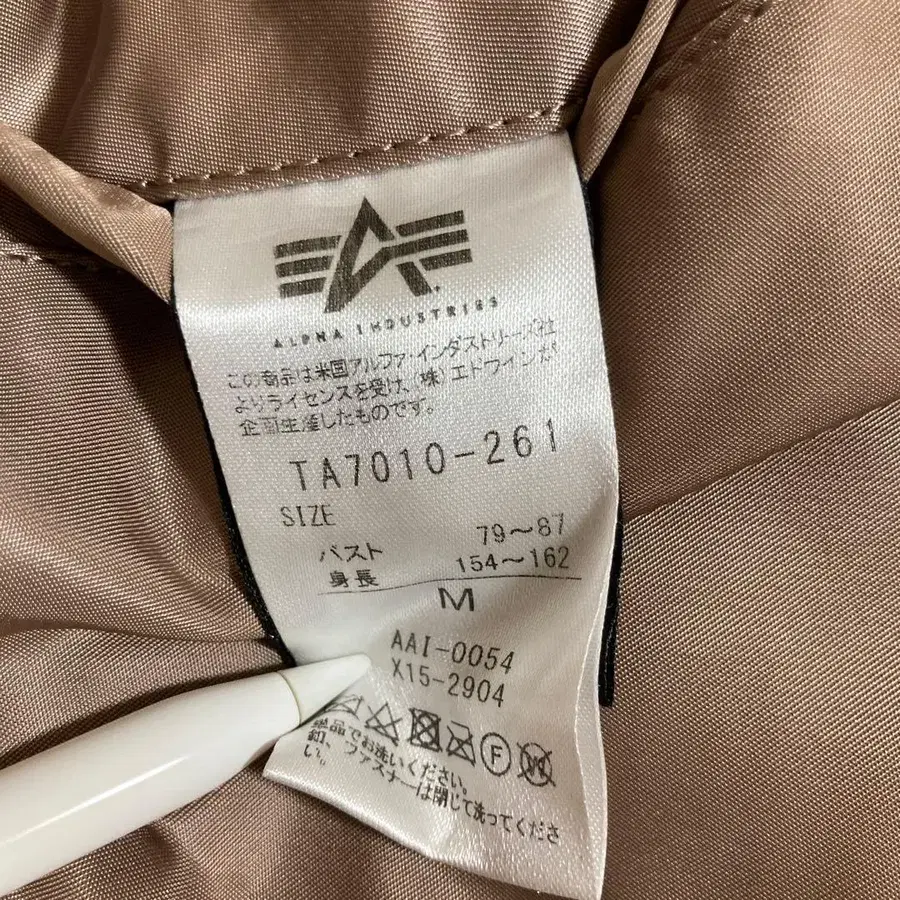 ALPHA INDUSTRIES
この商品は米国アルファ・インダストリーズ社
よりライセンスを受け、(株)エドウインが
企画生産したものです。
TA7010-261
SIZE
バスト 79～87
身長 154～162
M
AAI-0054
X15-2904
F W
単品でお洗いください。
釦、ファスナーは閉じて洗ってくださ
い。